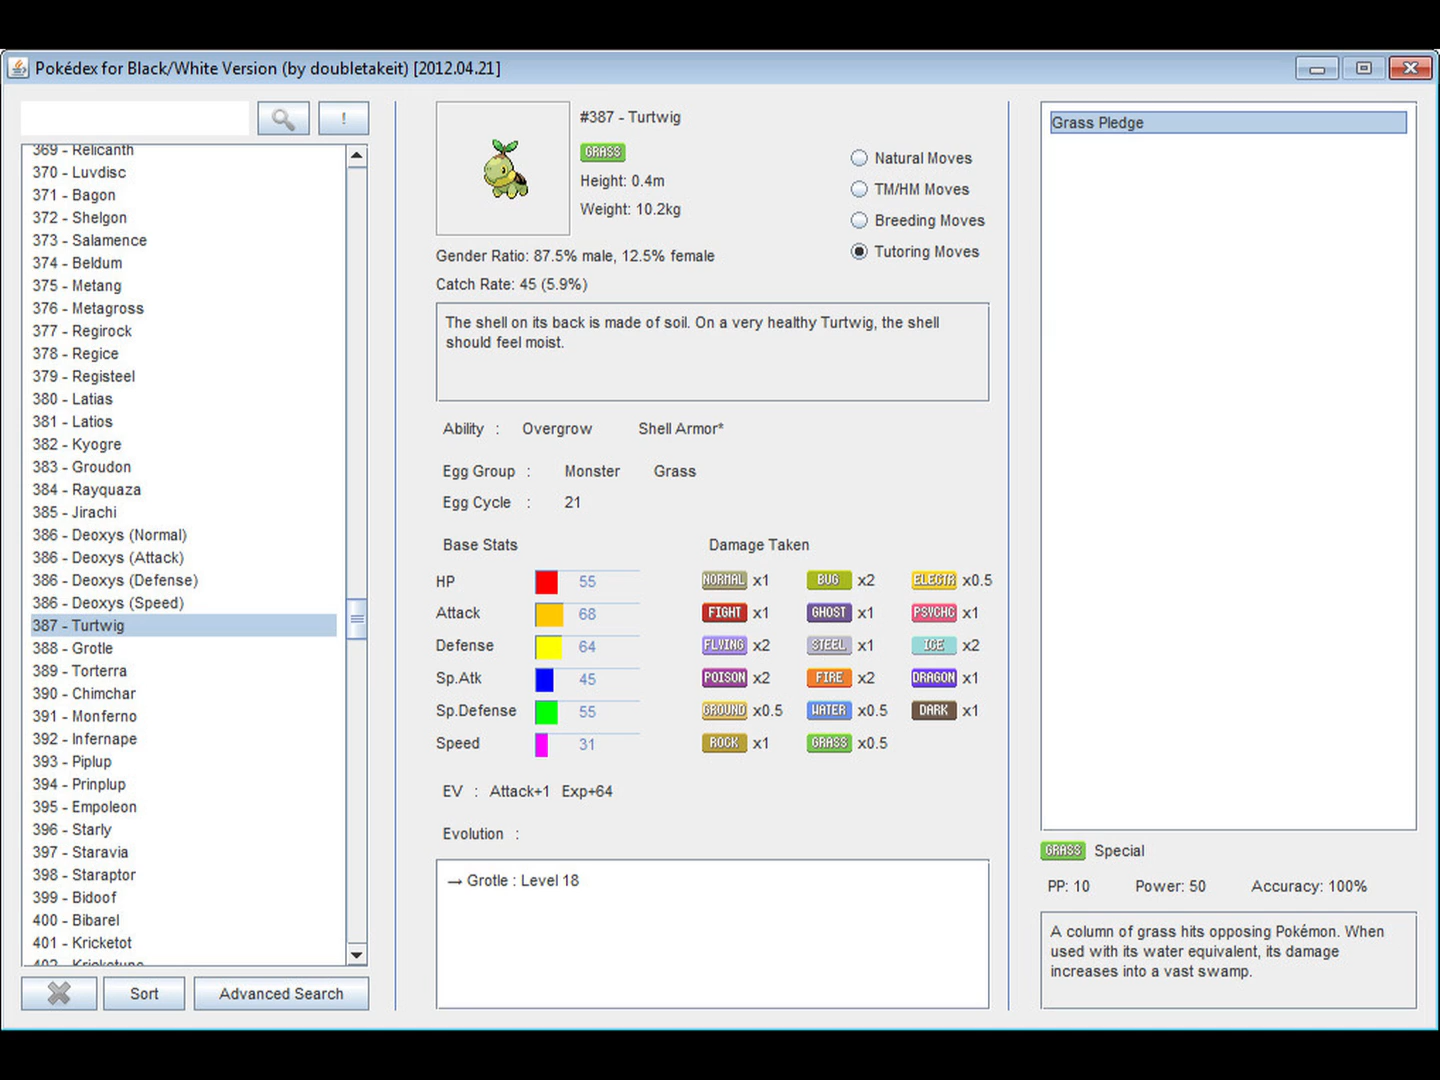 Pokédex for Black/White Version (by doubletakeit) [2012.04.21]
!
369 - Relicanth
370 - Luvdisc
371 - Bagon
372 - Shelgon
373 - Salamence
374 - Beldum
375 - Metang
376 - Metagross
377 - Regirock
378 - Regice
379 - Registeel
380 - Latias
381 - Latios
382 - Kyogre
383 - Groudon
384 - Rayquaza
385 - Jirachi
386 - Deoxys (Normal)
386 - Deoxys (Attack)
386 - Deoxys (Defense)
386 - Deoxys (Speed)
387 - Turtwig
388 - Grotle
389 - Torterra
390 - Chimchar
391 - Monferno
392 - Infernape
393 - Piplup
394 - Prinplup
395 - Empoleon
396 - Starly
397 - Staravia
398 - Staraptor
399 - Bidoof
400 - Bibarel
401 - Kricketot
402 - Kricketune
Sort
Advanced Search
#387 - Turtwig
GRASS
Height: 0.4m
Weight: 10.2kg
Natural Moves
TM/HM Moves
Breeding Moves
Tutoring Moves
Gender Ratio: 87.5% male, 12.5% female
Catch Rate: 45 (5.9%)
The shell on its back is made of soil. On a very healthy Turtwig, the shell
should feel moist.
Ability : Overgrow Shell Armor*
Egg Group : Monster Grass
Egg Cycle : 21
Base Stats
HP 55
Attack 68
Defense 64
Sp.Atk 45
Sp.Defense 55
Speed 31
Damage Taken
NORMAL x1 BUG x2 ELECTR x0.5
FIGHT x1 GHOST x1 PSYCHC x1
FLYING x2 STEEL x1 ICE x2
POISON x2 FIRE x2 DRAGON x1
GROUND x0.5 WATER x0.5 DARK x1
ROCK x1 GRASS x0.5
EV : Attack+1 Exp+64
Evolution :
→ Grotle : Level 18
Grass Pledge
GRASS Special
PP: 10 Power: 50 Accuracy: 100%
A column of grass hits opposing Pokémon. When
used with its water equivalent, its damage
increases into a vast swamp.